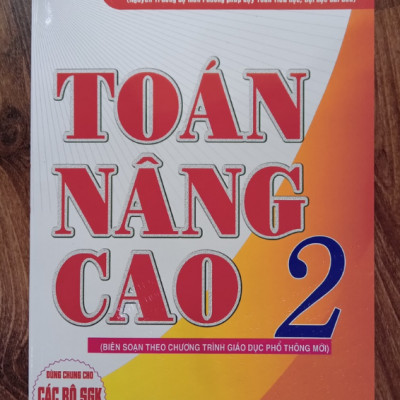 TOÁN
NÂNG
CAO 2
(BIÊN SOẠN THEO CHƯƠNG TRÌNH GIÁO DỤC PHỔ THÔNG MỚI)
DÙNG CHUNG CHO
CÁC BỘ SGK